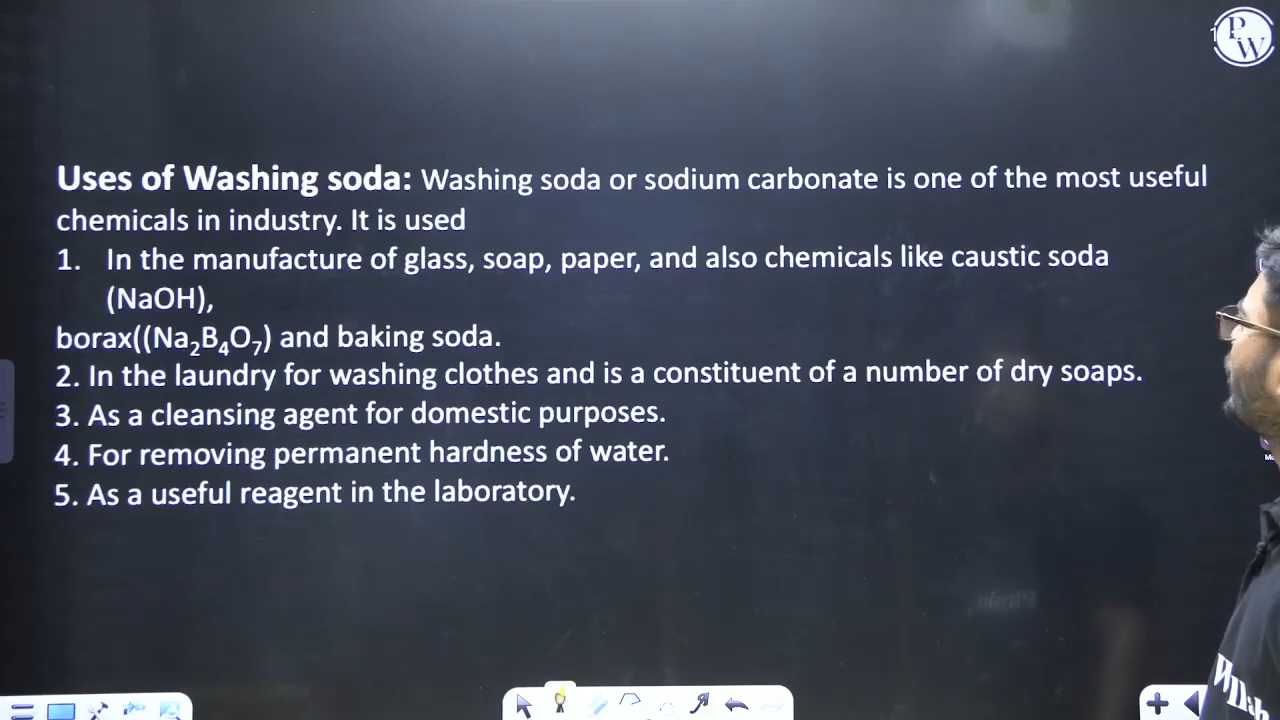 PW
Uses of Washing soda: Washing soda or sodium carbonate is one of the most useful
chemicals in industry. It is used
1. In the manufacture of glass, soap, paper, and also chemicals like caustic soda
(NaOH),
borax((Na₂B₄O₇) and baking soda.
2. In the laundry for washing clothes and is a constituent of a number of dry soaps.
3. As a cleansing agent for domestic purposes.
4. For removing permanent hardness of water.
5. As a useful reagent in the laboratory.